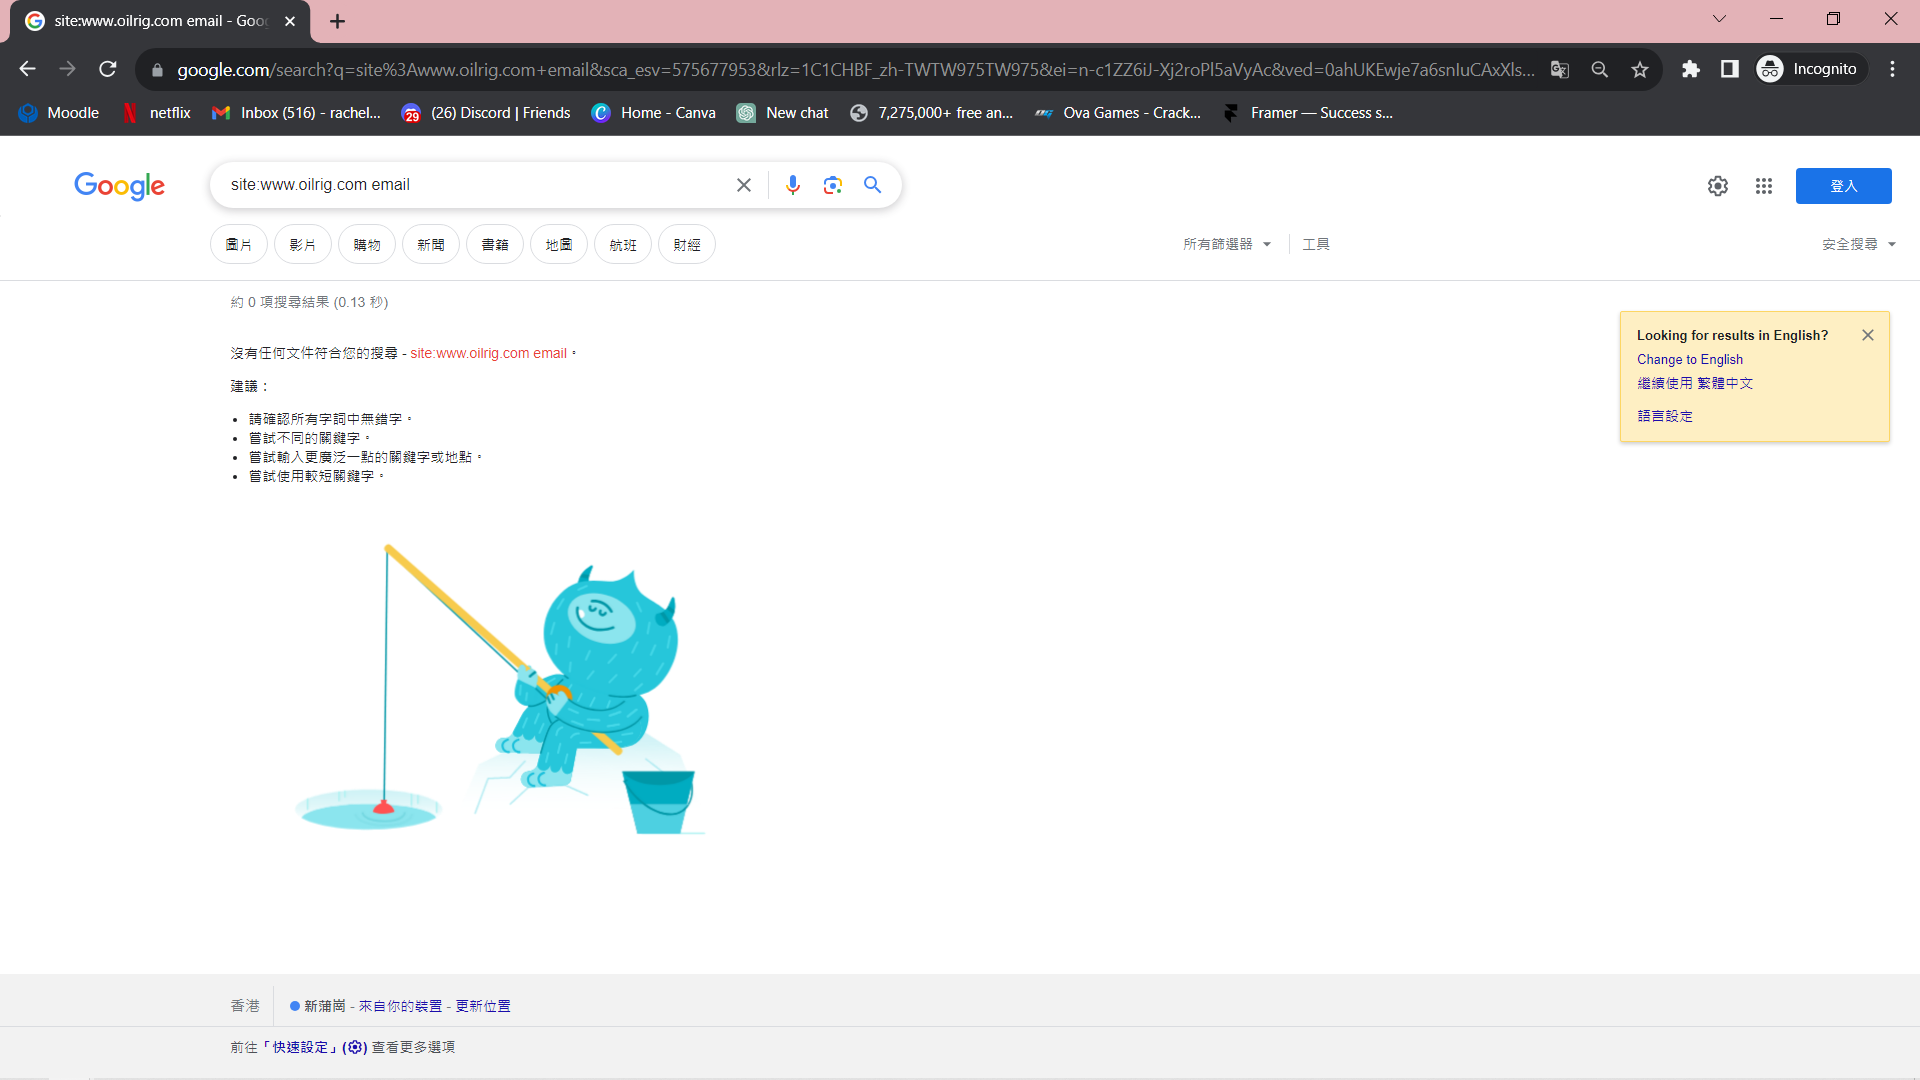 site:www.oilrig.com email - Goo
google.com/search?q=site%3Awww.oilrig.com+email&sca_esv=575677953&rlz=1C1CHBF_zh-TWTW975TW975&ei=n-c1ZZ6iJ-Xj2roPl5aVyAc&ved=0ahUKEwje7a6snIuCAxXls...
Incognito
Moodle
netflix
Inbox (516) - rachel...
29
(26) Discord | Friends
Home - Canva
New chat
7,275,000+ free an...
Ova Games - Crack...
Framer — Success s...
Google
site:www.oilrig.com email
登入
圖片
影片
購物
新聞
書籍
地圖
航班
財經
所有篩選器
工具
安全搜尋
約 0 項搜尋結果 (0.13 秒)
沒有任何文件符合您的搜尋 - site:www.oilrig.com email。
建議：
請確認所有字詞中無錯字。
嘗試不同的關鍵字。
嘗試輸入更廣泛一點的關鍵字或地點。
嘗試使用較短關鍵字。
Looking for results in English?
Change to English
繼續使用 繁體中文
語言設定
香港
新蒲崗 - 來自你的裝置 - 更新位置
前往「快速設定」() 查看更多選項